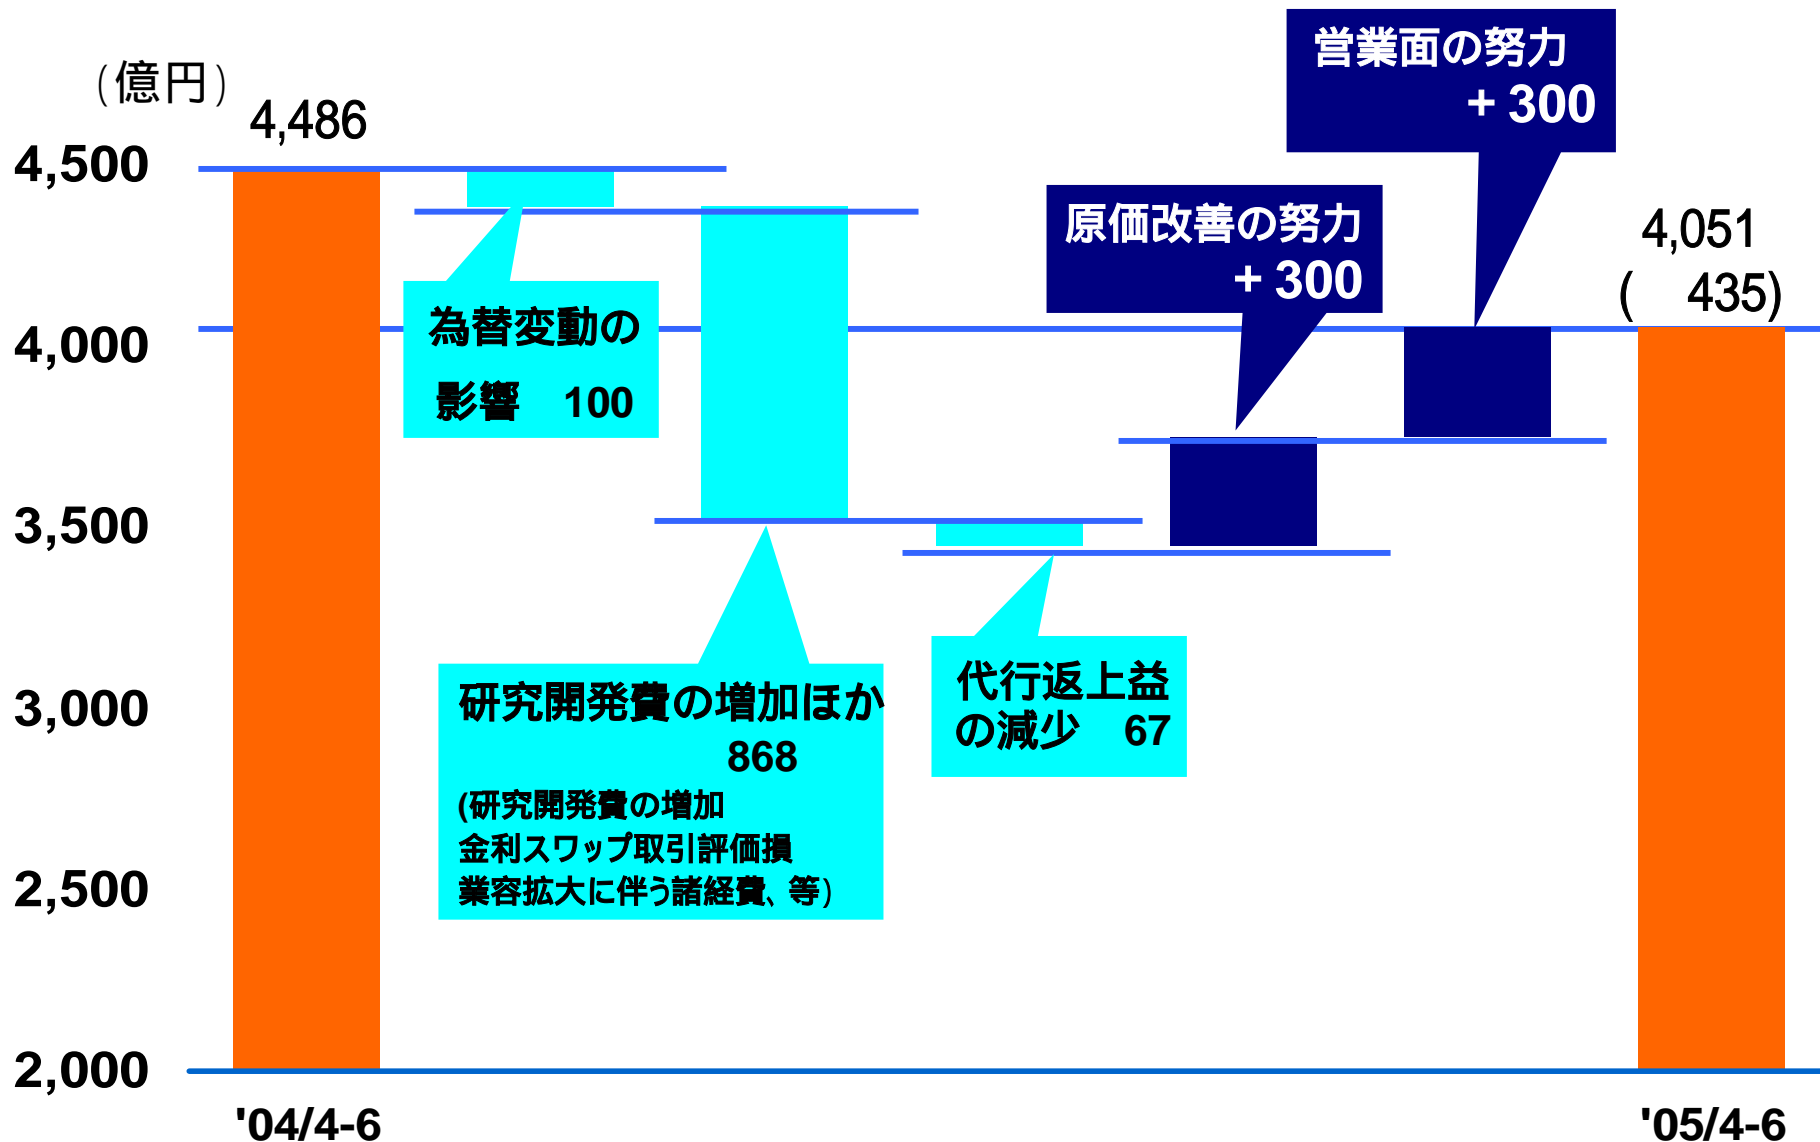 (億円)
4,486
4,500
4,000
3,500
3,000
2,500
2,000
営業面の努力
+ 300
原価改善の努力
+ 300
4,051
(　435)
為替変動の
影響　100
研究開発費の増加ほか
868
(研究開発費の増加
金利スワップ取引評価損
業容拡大に伴う諸経費、等)
代行返上益
の減少　67
'04/4-6
'05/4-6